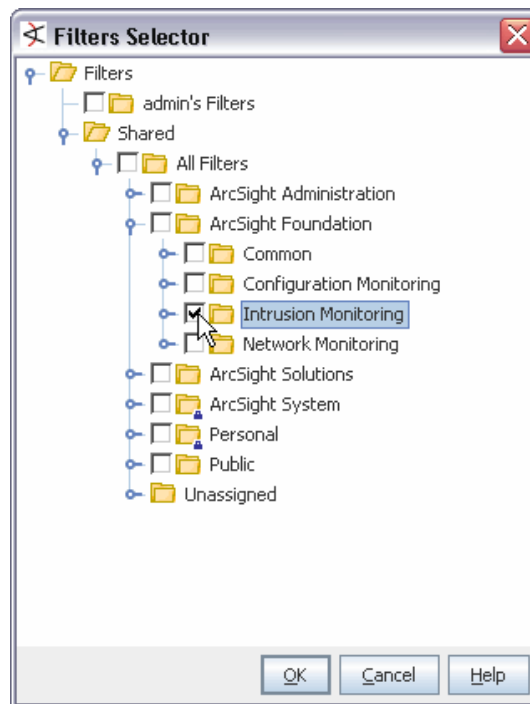 Filters Selector
Filters
admin's Filters
Shared
All Filters
ArcSight Administration
ArcSight Foundation
Common
Configuration Monitoring
Intrusion Monitoring
Network Monitoring
ArcSight Solutions
ArcSight System
Personal
Public
Unassigned
OK Cancel Help